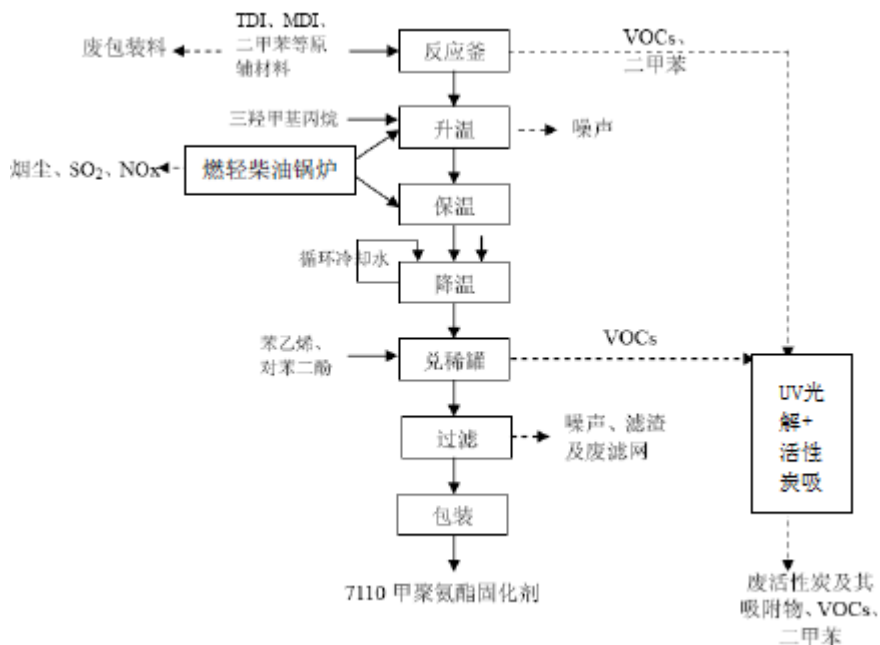 TDI、MDI、
二甲苯等原
辅材料
废包装料
反应釜
VOCs、
二甲苯
三羟甲基丙烷
升温
噪声
烟尘、SO₂、NOx
燃轻柴油锅炉
保温
循环冷却水
降温
苯乙烯、
对苯二酚
兑稀罐
VOCs
UV光
解+
活性
炭吸
过滤
噪声、滤渣
及废滤网
包装
7110 甲聚氨酯固化剂
废活性炭及其
吸附物、VOCs、
二甲苯